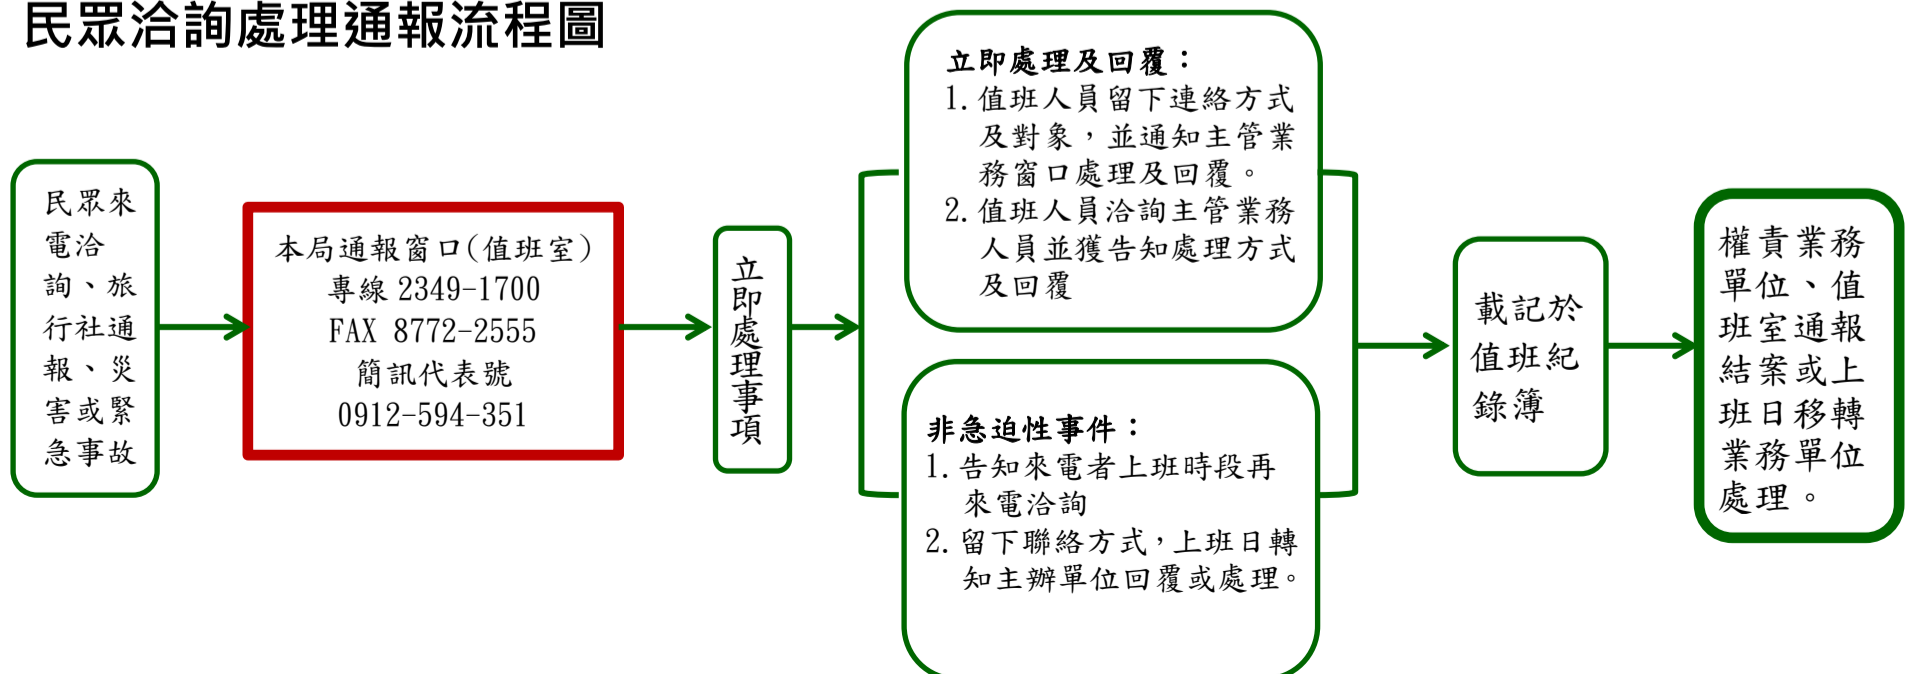 民眾洽詢處理通報流程圖
民眾來
電洽
詢、旅
行社通
報、災
害或緊
急事故
本局通報窗口(值班室)
專線 2349-1700
FAX 8772-2555
簡訊代表號
0912-594-351
立
即
處
理
事
項
立即處理及回覆：
1. 值班人員留下連絡方式
及對象，並通知主管業
務窗口處理及回覆。
2. 值班人員洽詢主管業務
人員並獲告知處理方式
及回覆
非急迫性事件：
1. 告知來電者上班時段再
來電洽詢
2. 留下聯絡方式，上班日轉
知主辦單位回覆或處理。
載記於
值班紀
錄簿
權責業務
單位、值
班室通報
結案或上
班日移轉
業務單位
處理。